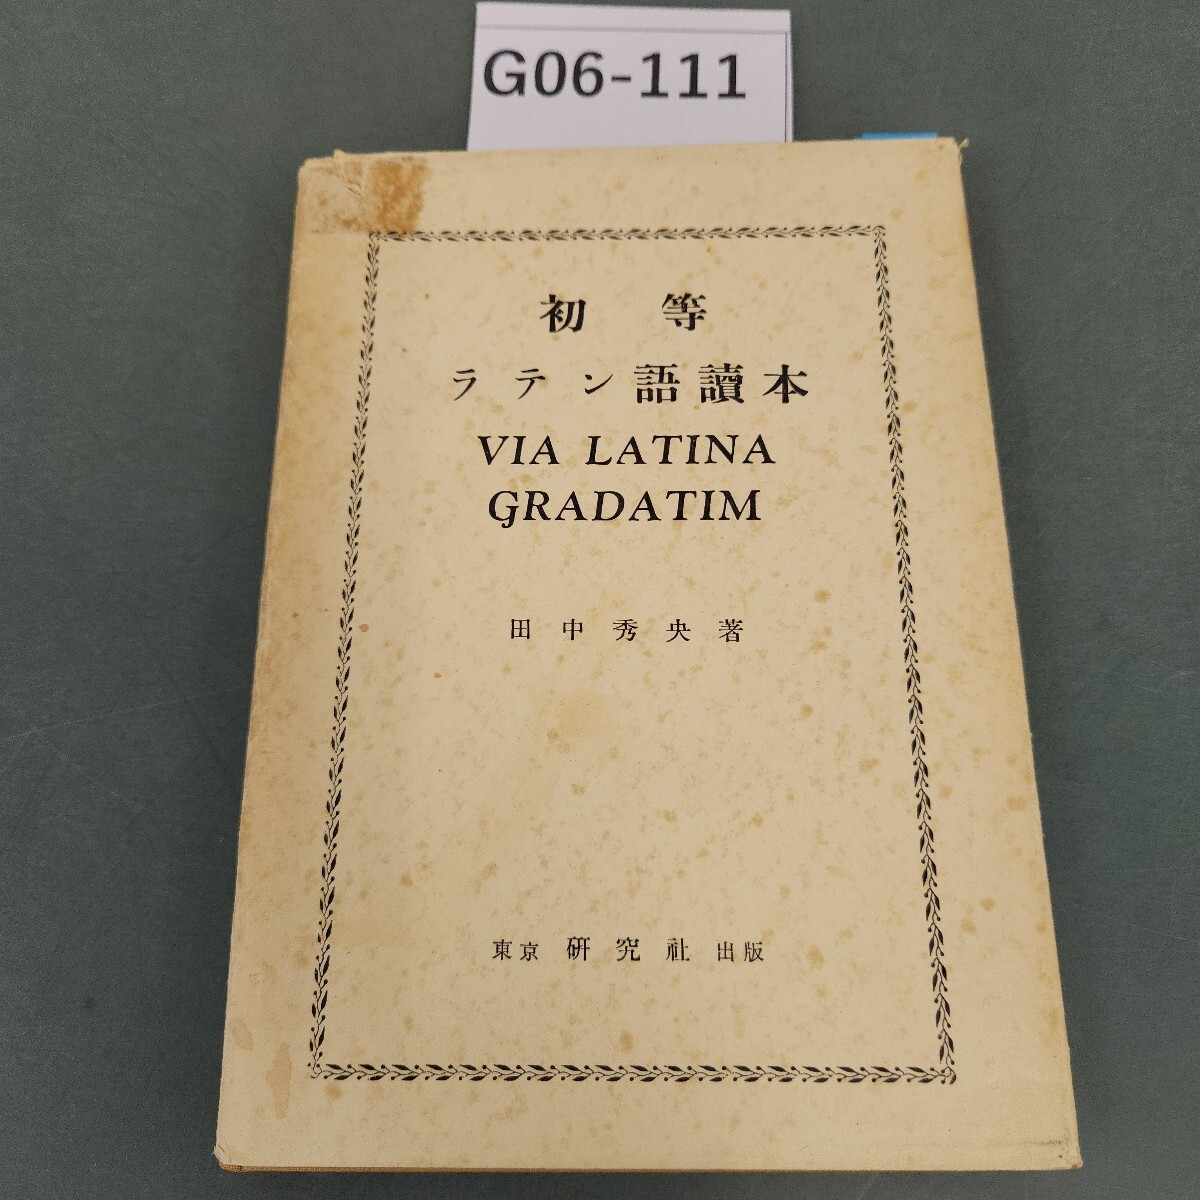 G06-111
初等
ラテン語讀本
VIA LATINA
GRADATIM
田中秀央著
東京 研究社 出版